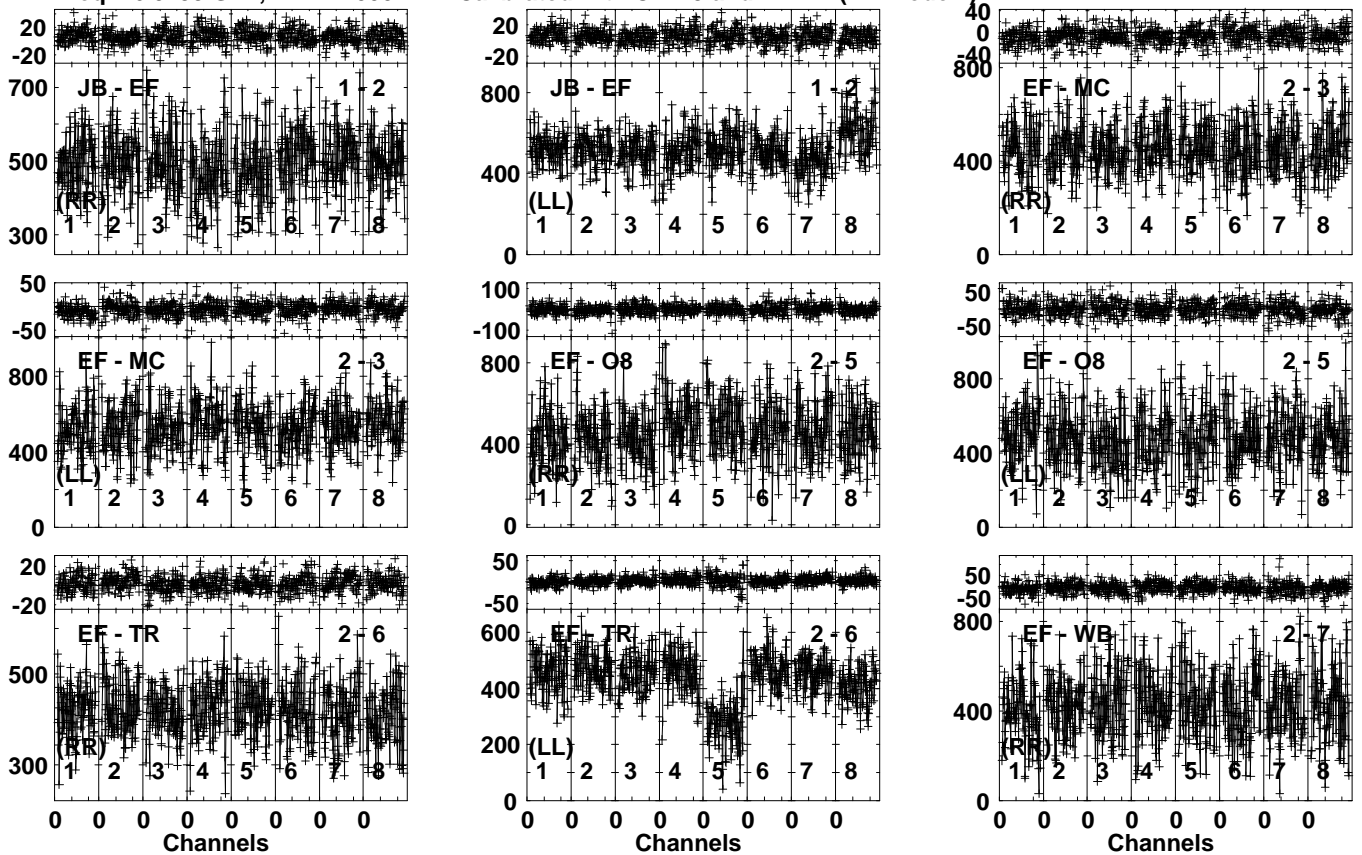 20 20 40
-20 -20 0
-40
JB - EF 1 - 2 JB - EF 1 - 2 EF - MC 2 - 3
700 800 800
500 400 400
(RR) (LL) (RR)
300 0 0
1 2 3 4 5 6 7 8 1 2 3 4 5 6 7 8 1 2 3 4 5 6 7 8
50 100 50
-50 -100 -50
EF - MC 2 - 3 EF - O8 2 - 5 EF - O8 2 - 5
800 800 800
400 400 400
(LL) (RR) (LL)
1 2 3 4 5 6 7 8 1 2 3 4 5 6 7 8 1 2 3 4 5 6 7 8
0 0 0
20 50 50
-20 -50 -50
EF - TR 2 - 6 EF - TR 2 - 6 EF - WB 2 - 7
500 600 800
400 400
(RR) 200 (LL) (RR)
300
1 2 3 4 5 6 7 8 1 2 3 4 5 6 7 8 1 2 3 4 5 6 7 8
0 0
0 0 0 0 0 0 0 0 0 0 0 0 0 0 0 0 0 0 0 0 0 0 0 0
Channels Channels Channels